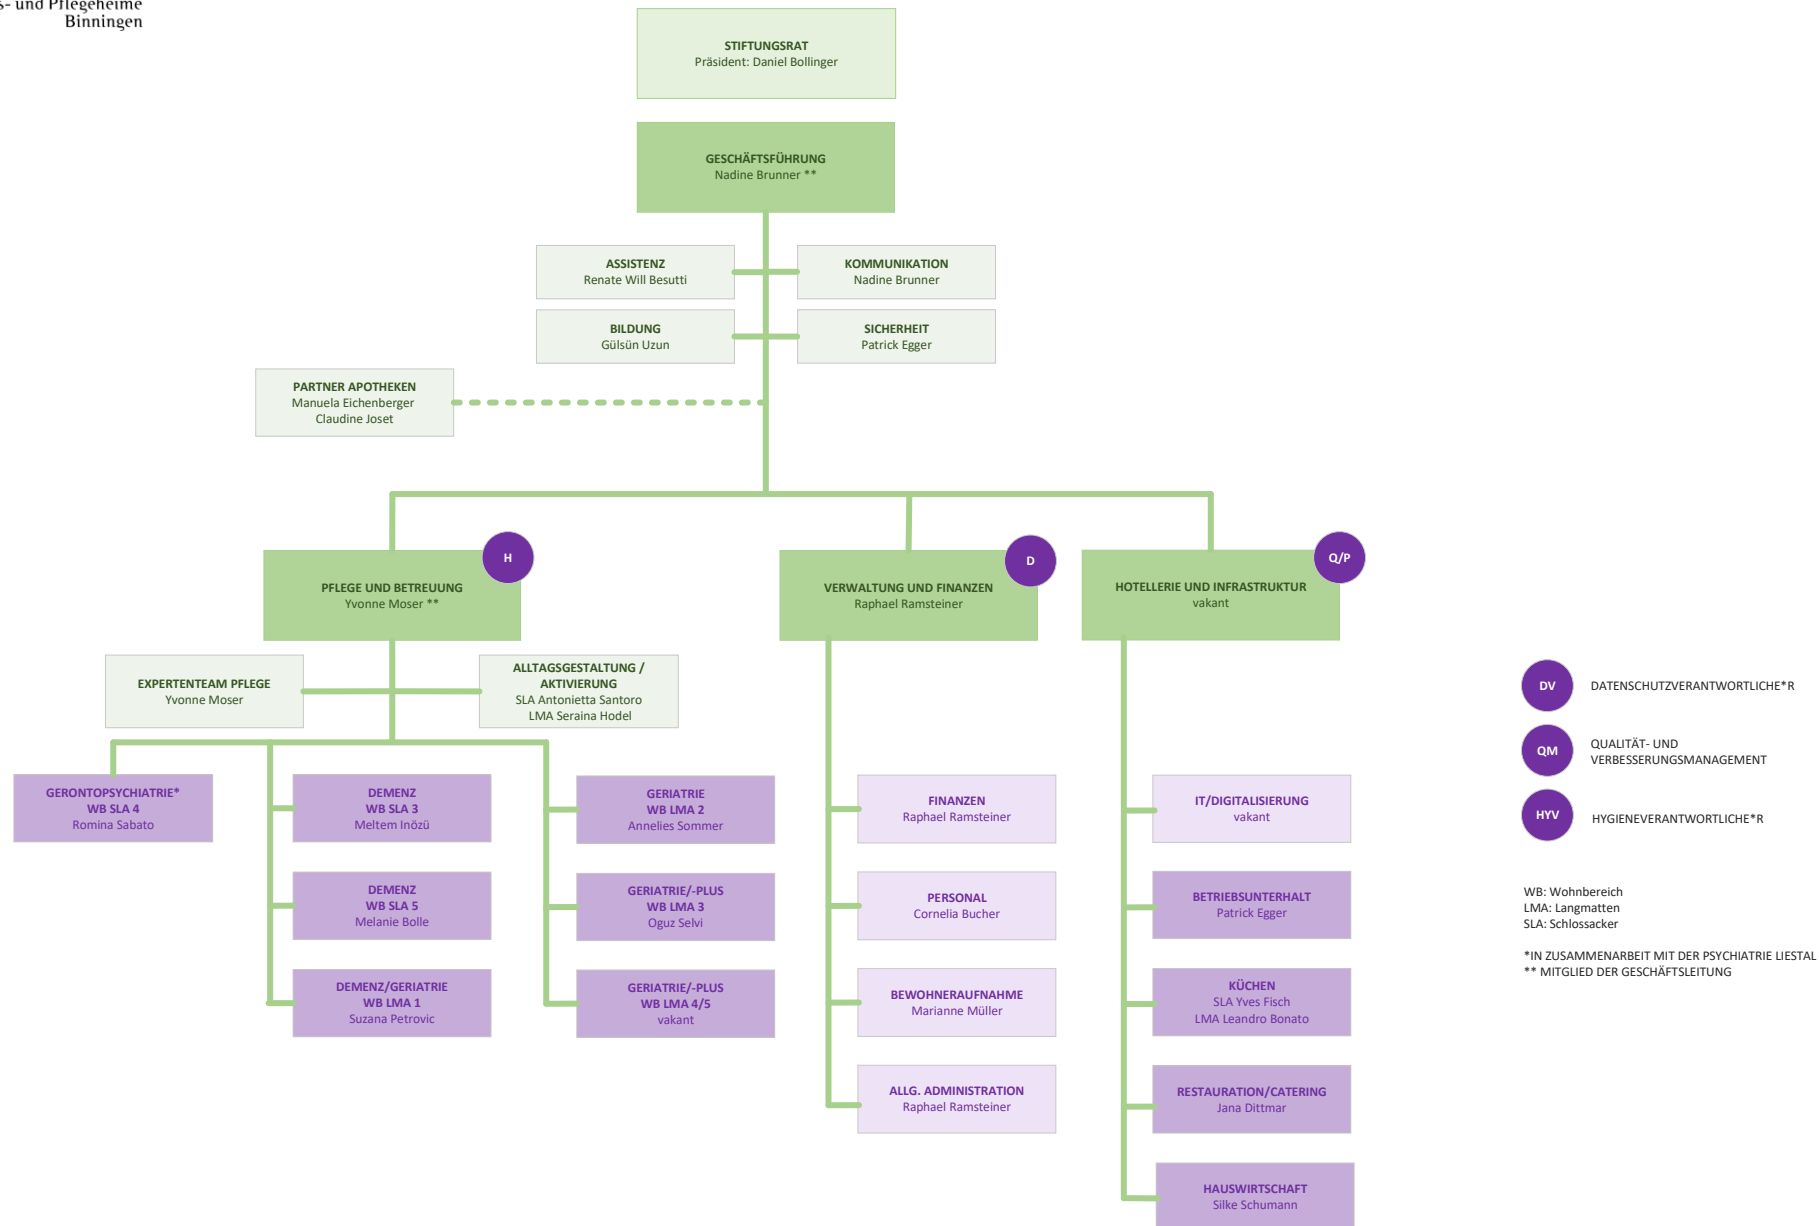 s- und Pflegeheime
Binningen
STIFTUNGSRAT
Präsident: Daniel Bollinger
GESCHÄFTSFÜHRUNG
Nadine Brunner **
ASSISTENZ
Renate Will Besutti
KOMMUNIKATION
Nadine Brunner
BILDUNG
Gülsün Uzun
SICHERHEIT
Patrick Egger
PARTNER APOTHEKEN
Manuela Eichenberger
Claudine Joset
H
PFLEGE UND BETREUUNG
Yvonne Moser **
D
VERWALTUNG UND FINANZEN
Raphael Ramsteiner
Q/P
HOTELLERIE UND INFRASTRUKTUR
vakant
EXPERTENTEAM PFLEGE
Yvonne Moser
ALLTAGSGESTALTUNG /
AKTIVIERUNG
SLA Antonietta Santoro
LMA Seraina Hodel
GERONTOPSYCHIATRIE*
WB SLA 4
Romina Sabato
DEMENZ
WB SLA 3
Meltem Inözü
DEMENZ
WB SLA 5
Melanie Bolle
DEMENZ/GERIATRIE
WB LMA 1
Suzana Petrovic
GERIATRIE
WB LMA 2
Annelies Sommer
GERIATRIE/-PLUS
WB LMA 3
Oguz Selvi
GERIATRIE/-PLUS
WB LMA 4/5
vakant
FINANZEN
Raphael Ramsteiner
PERSONAL
Cornelia Bucher
BEWOHNERAUFNAHME
Marianne Müller
ALLG. ADMINISTRATION
Raphael Ramsteiner
IT/DIGITALISIERUNG
vakant
BETRIEBSUNTERHALT
Patrick Egger
KÜCHEN
SLA Yves Fisch
LMA Leandro Bonato
RESTAURATION/CATERING
Jana Dittmar
HAUSWIRTSCHAFT
Silke Schumann
DV
DATENSCHUTZVERANTWORTLICHE*R
QM
QUALITÄT- UND
VERBESSERUNGSMANAGEMENT
HYV
HYGIENEVERANTWORTLICHE*R
WB: Wohnbereich
LMA: Langmatten
SLA: Schlossacker
*IN ZUSAMMENARBEIT MIT DER PSYCHIATRIE LIESTAL
** MITGLIED DER GESCHÄFTSLEITUNG